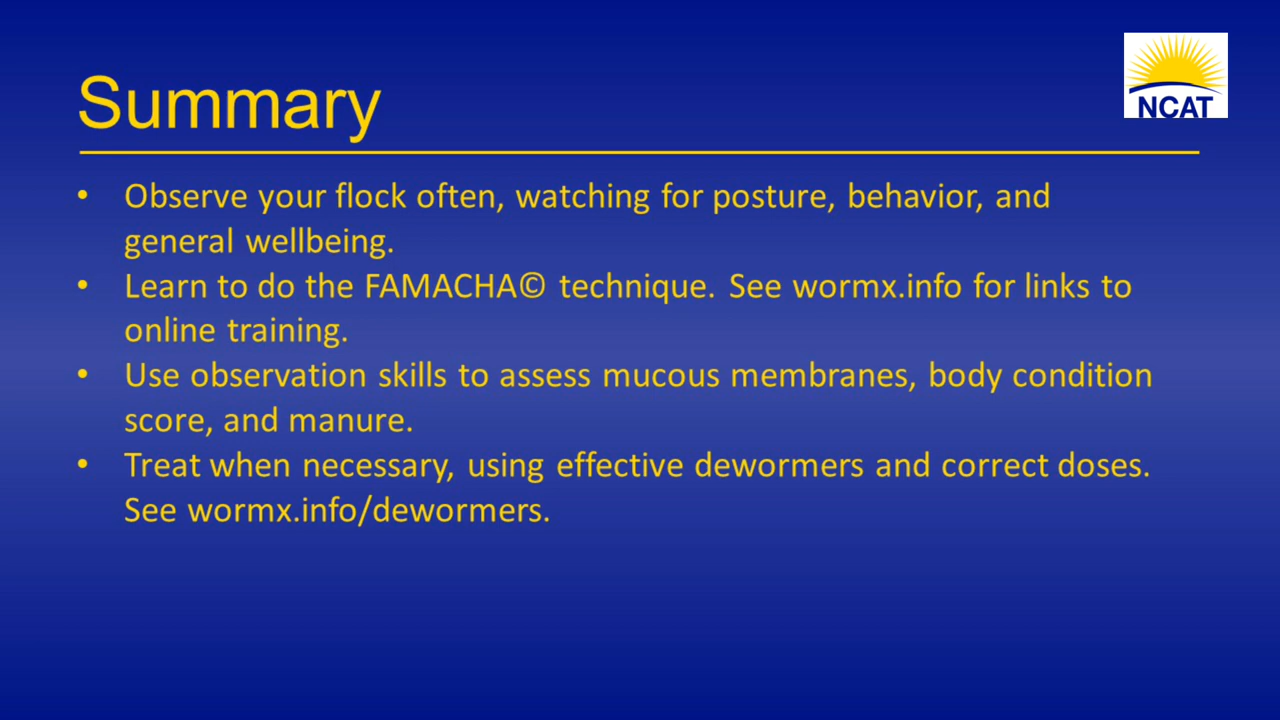 Summary
NCAT
• Observe your flock often, watching for posture, behavior, and
general wellbeing.
• Learn to do the FAMACHA© technique. See wormx.info for links to
online training.
• Use observation skills to assess mucous membranes, body condition
score, and manure.
• Treat when necessary, using effective dewormers and correct doses.
See wormx.info/dewormers.